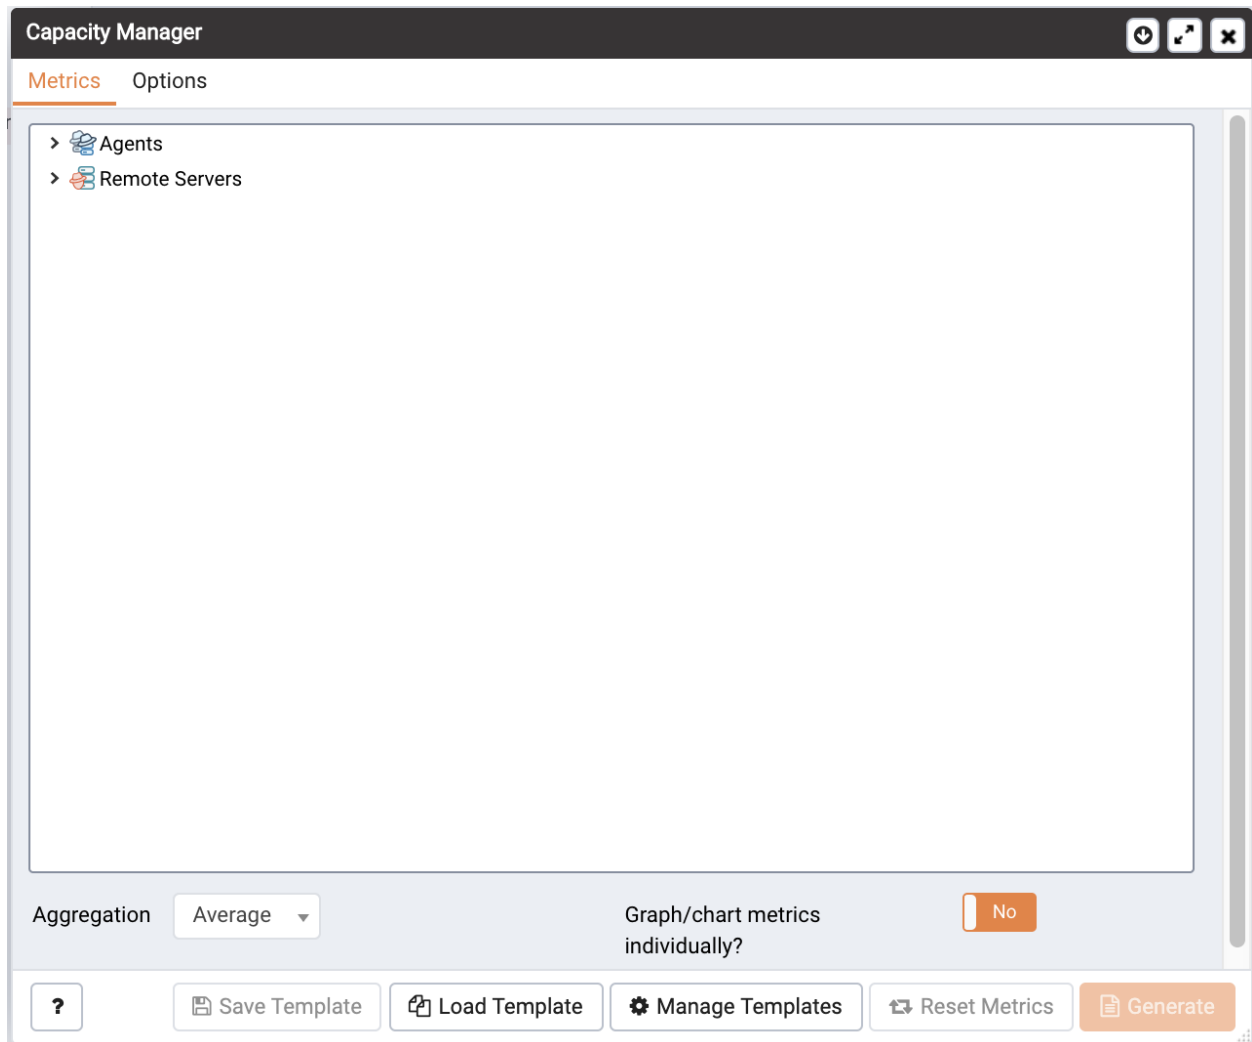 Capacity Manager
Metrics Options
Agents
Remote Servers
Aggregation Average Graph/chart metrics individually? No
? Save Template Load Template Manage Templates Reset Metrics Generate